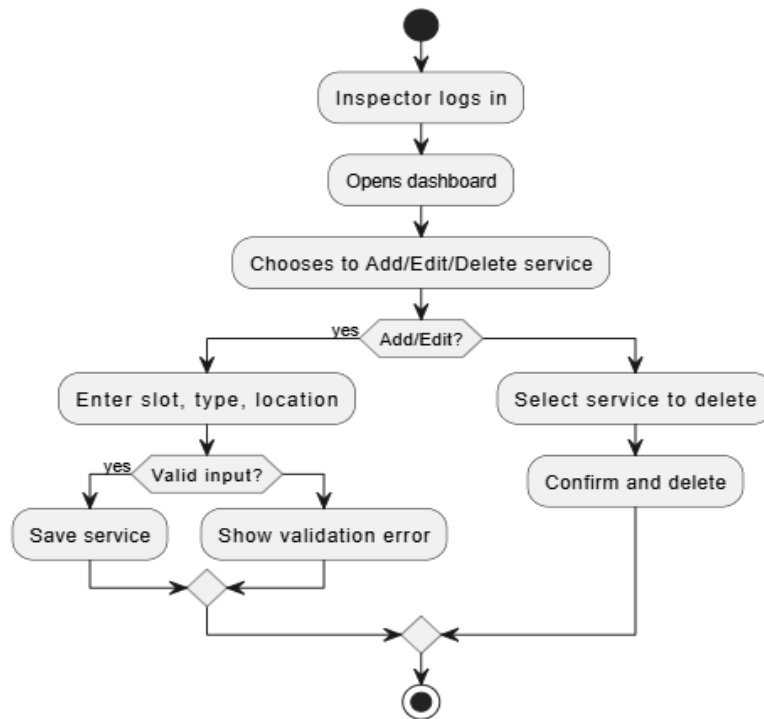 Inspector logs in
Opens dashboard
Chooses to Add/Edit/Delete service
yes
Add/Edit?
Enter slot, type, location
Select service to delete
yes
Valid input?
Confirm and delete
Save service
Show validation error